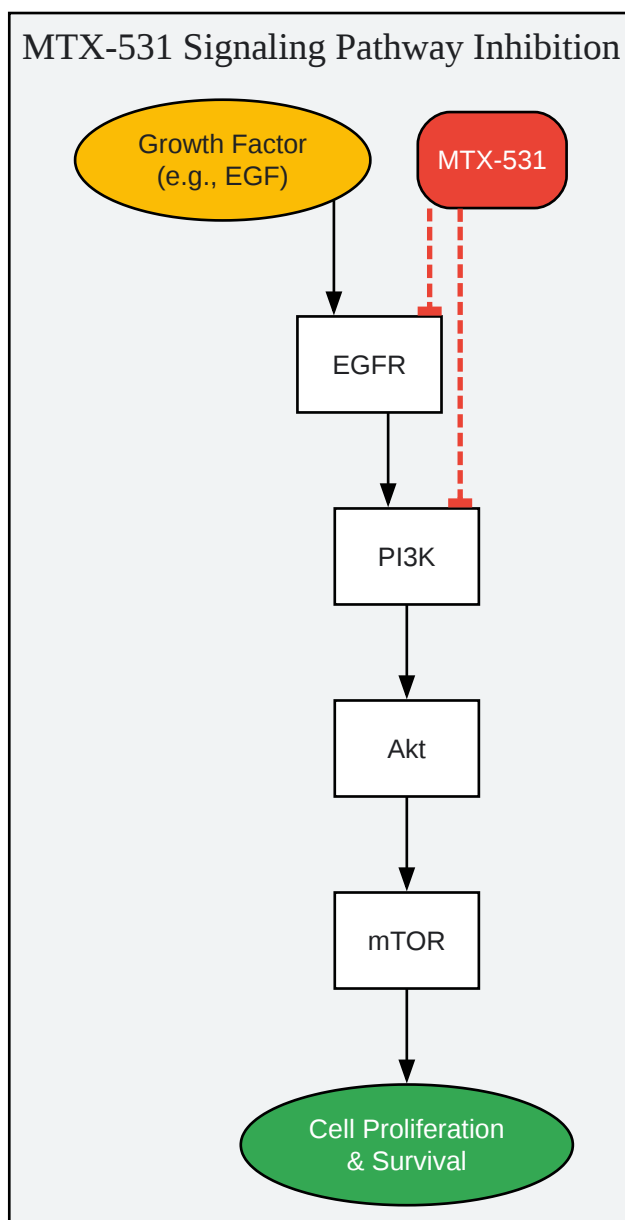 MTX-531 Signaling Pathway Inhibition
Growth Factor
(e.g., EGF)
MTX-531
EGFR
PI3K
Akt
mTOR
Cell Proliferation
& Survival